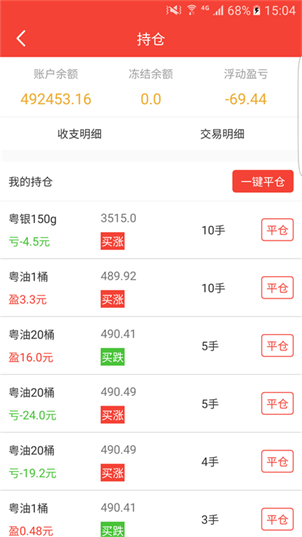 4G 68% 15:04
持仓
账户余额 冻结余额 浮动盈亏
492453.16 0.0 -69.44
收支明细 交易明细
我的持仓 一键平仓
粤银150g 3515.0 10手 平仓
亏-4.5元 买涨
粤油1桶 489.92 10手 平仓
盈3.3元 买涨
粤油20桶 490.41 5手 平仓
盈16.0元 买跌
粤油20桶 490.49 5手 平仓
亏-24.0元 买涨
粤油20桶 490.49 4手 平仓
亏-19.2元 买涨
粤油1桶 490.41 3手 平仓
盈0.48元 买跌